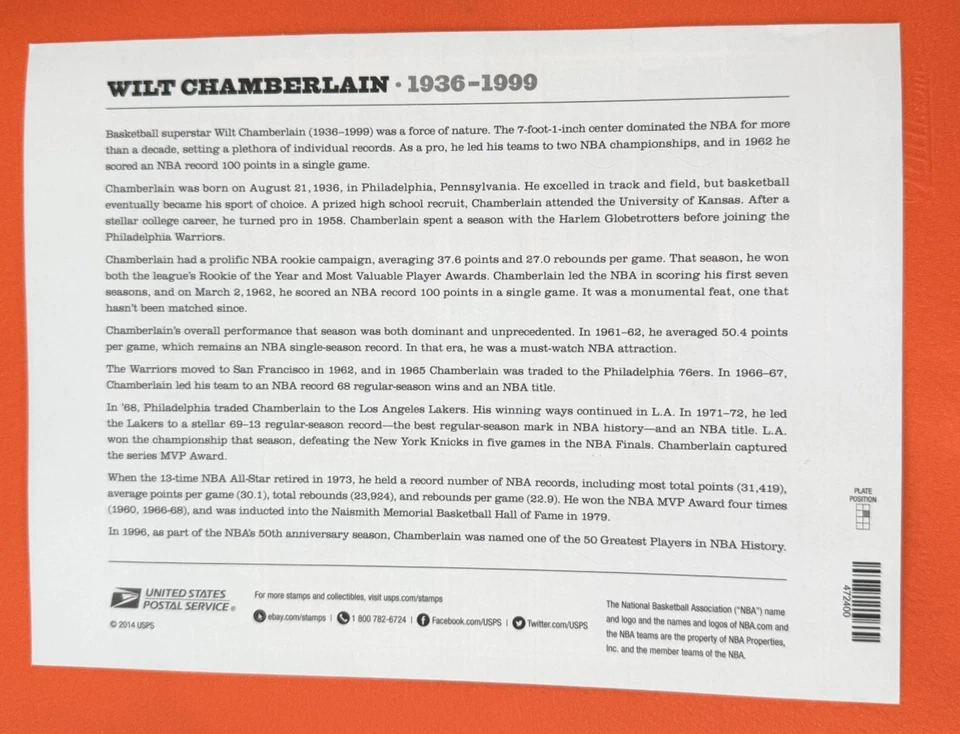 WILT CHAMBERLAIN · 1936–1999
Basketball superstar Wilt Chamberlain (1936–1999) was a force of nature. The 7-foot-1-inch center dominated the NBA for more
than a decade, setting a plethora of individual records. As a pro, he led his teams to two NBA championships, and in 1962 he
scored an NBA record 100 points in a single game.
Chamberlain was born on August 21, 1936, in Philadelphia, Pennsylvania. He excelled in track and field, but basketball
eventually became his sport of choice. A prized high school recruit, Chamberlain attended the University of Kansas. After a
stellar college career, he turned pro in 1958. Chamberlain spent a season with the Harlem Globetrotters before joining the
Philadelphia Warriors.
Chamberlain had a prolific NBA rookie campaign, averaging 37.6 points and 27.0 rebounds per game. That season, he won
both the league's Rookie of the Year and Most Valuable Player Awards. Chamberlain led the NBA in scoring his first seven
seasons, and on March 2, 1962, he scored an NBA record 100 points in a single game. It was a monumental feat, one that
hasn't been matched since.
Chamberlain's overall performance that season was both dominant and unprecedented. In 1961–62, he averaged 50.4 points
per game, which remains an NBA single-season record. In that era, he was a must-watch NBA attraction.
The Warriors moved to San Francisco in 1962, and in 1965 Chamberlain was traded to the Philadelphia 76ers. In 1966–67,
Chamberlain led his team to an NBA record 68 regular-season wins and an NBA title.
In '68, Philadelphia traded Chamberlain to the Los Angeles Lakers. His winning ways continued in L.A. In 1971–72, he led
the Lakers to a stellar 69–13 regular-season record—the best regular-season mark in NBA history—and an NBA title. L.A.
won the championship that season, defeating the New York Knicks in five games in the NBA Finals. Chamberlain captured
the series MVP Award.
When the 13-time NBA All-Star retired in 1973, he held a record number of NBA records, including most total points (31,419),
average points per game (30.1), total rebounds (23,924), and rebounds per game (22.9). He won the NBA MVP Award four times
(1960, 1966-68), and was inducted into the Naismith Memorial Basketball Hall of Fame in 1979.
In 1996, as part of the NBA's 50th anniversary season, Chamberlain was named one of the 50 Greatest Players in NBA History.
PLATE
POSITION
472400
UNITED STATES
POSTAL SERVICE®
© 2014 USPS
For more stamps and collectibles, visit usps.com/stamps
ebay.com/stamps | 1 800 782-6724 | Facebook.com/USPS | Twitter.com/USPS
The National Basketball Association ("NBA") name
and logo and the names and logos of NBA.com and
the NBA teams are the property of NBA Properties,
Inc. and the member teams of the NBA.